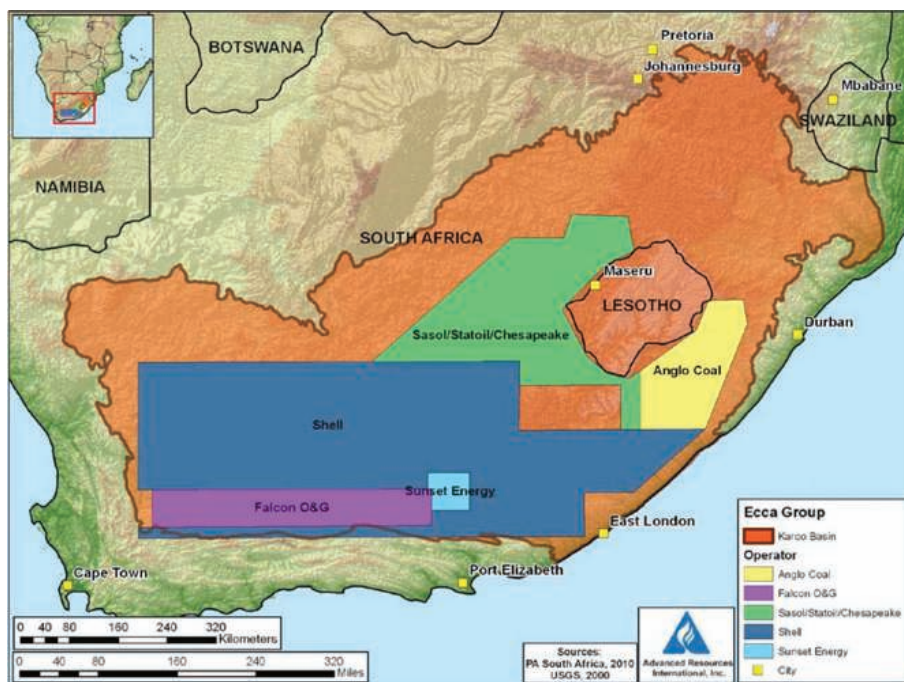 BOTSWANA
Pretoria
Johannesburg
Mbabane
SWAZILAND
NAMIBIA
SOUTH AFRICA
Maseru
LESOTHO
Durban
Sasol/Statoil/Chesapeake
Anglo Coal
Shell
Sunset Energy
Falcon O&G
East London
Cape Town
Port Elizabeth
Ecca Group
Karoo Basin
Operator
Anglo Coal
Falcon O&G
Sasol/Statoil/Chesapeake
Shell
Sunset Energy
City
0 40 80 160 240 320
Kilometers
0 40 80 160 240 320
Miles
Sources:
PA South Africa, 2010
USGS, 2000
Advanced Resources
International, Inc.